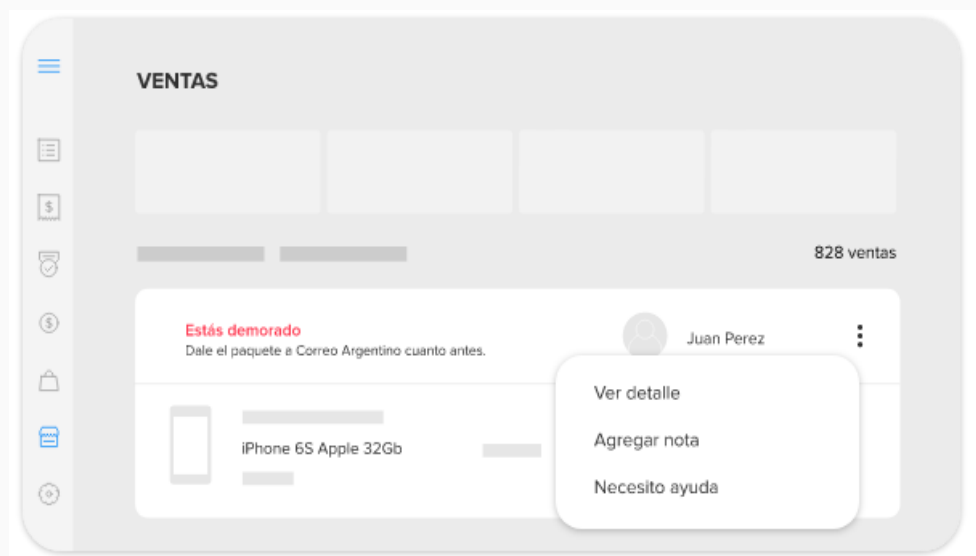 VENTAS
828 ventas
Estás demorado
Dale el paquete a Correo Argentino cuanto antes.
Juan Perez
Ver detalle
Agregar nota
Necesito ayuda
iPhone 6S Apple 32Gb